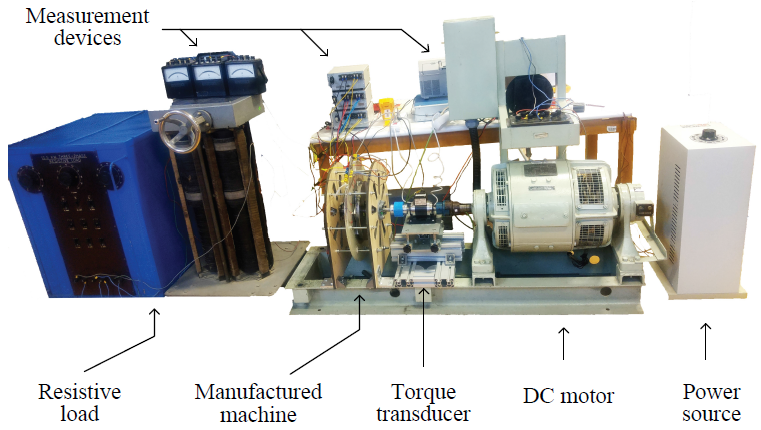 Measurement
devices
Resistive
load
Manufactured
machine
Torque
transducer
DC motor
Power
source